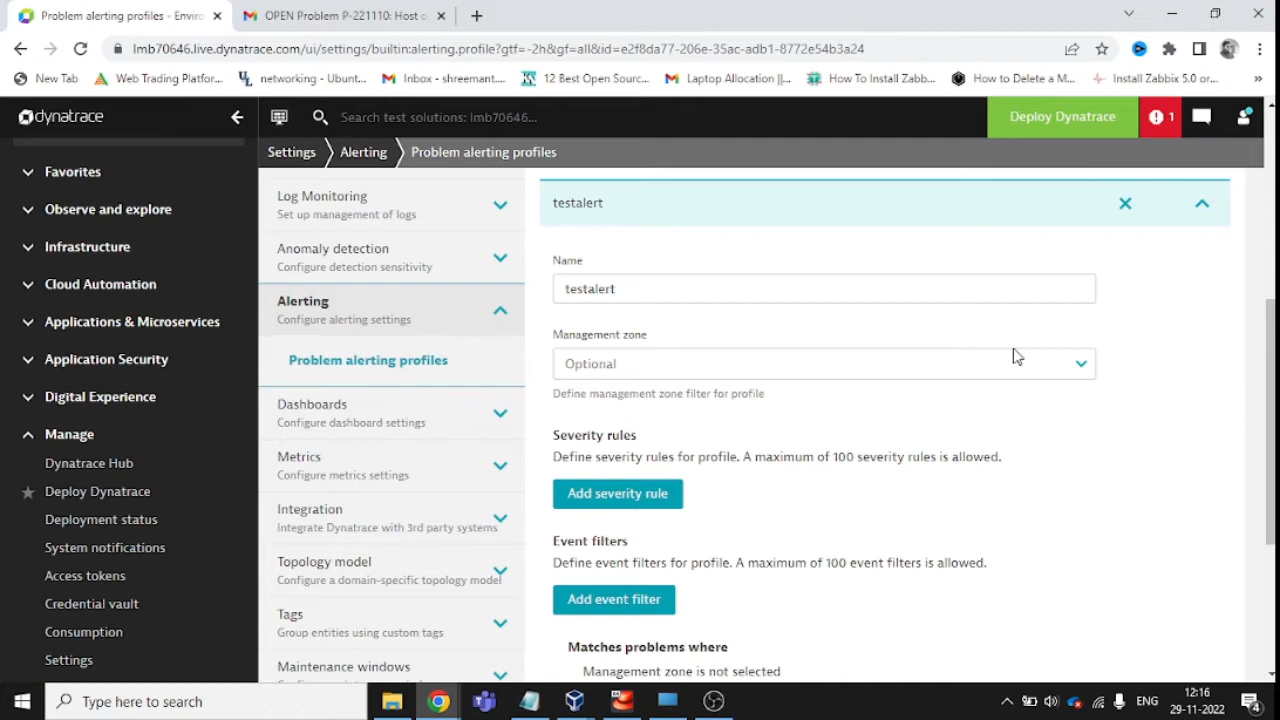 Problem alerting profiles - Enviro
OPEN Problem P-221110: Host o
lmb70646.live.dynatrace.com/ui/settings/builtin:alerting.profile?gtf=-2h&gf=all&id=e2f8da77-206e-35ac-adb1-8772e54b3a24
New Tab
Web Trading Platfor...
networking - Ubunt...
Inbox - shreemant....
12 Best Open Sourc...
Laptop Allocation ||...
How To Install Zabb...
How to Delete a M...
Install Zabbix 5.0 or...
»
dynatrace
Search test solutions: lmb70646...
Deploy Dynatrace
1
Settings
Alerting
Problem alerting profiles
Favorites
Observe and explore
Infrastructure
Cloud Automation
Applications & Microservices
Application Security
Digital Experience
Manage
Dynatrace Hub
Deploy Dynatrace
Deployment status
System notifications
Access tokens
Credential vault
Consumption
Settings
Log Monitoring
Set up management of logs
Anomaly detection
Configure detection sensitivity
Alerting
Configure alerting settings
Problem alerting profiles
Dashboards
Configure dashboard settings
Metrics
Configure metrics settings
Integration
Integrate Dynatrace with 3rd party systems
Topology model
Configure a domain-specific topology model
Tags
Group entities using custom tags
Maintenance windows
testalert
Name
testalert
Management zone
Optional
Define management zone filter for profile
Severity rules
Define severity rules for profile. A maximum of 100 severity rules is allowed.
Add severity rule
Event filters
Define event filters for profile. A maximum of 100 event filters is allowed.
Add event filter
Matches problems where
Management zone is not selected
Type here to search
ENG
12:16
29-11-2022
4